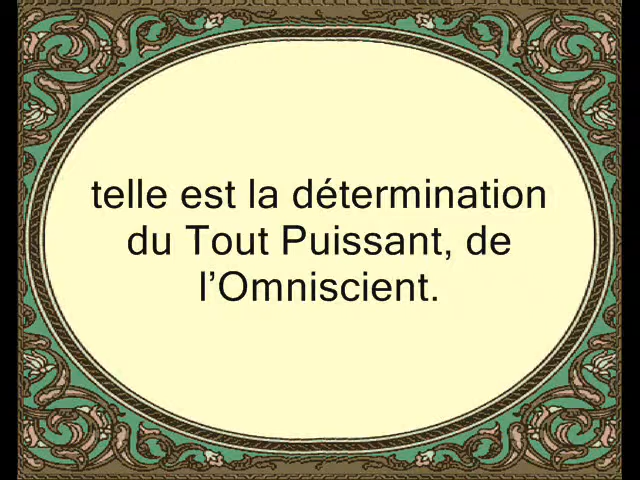 telle est la détermination
du Tout Puissant, de
l’Omniscient.